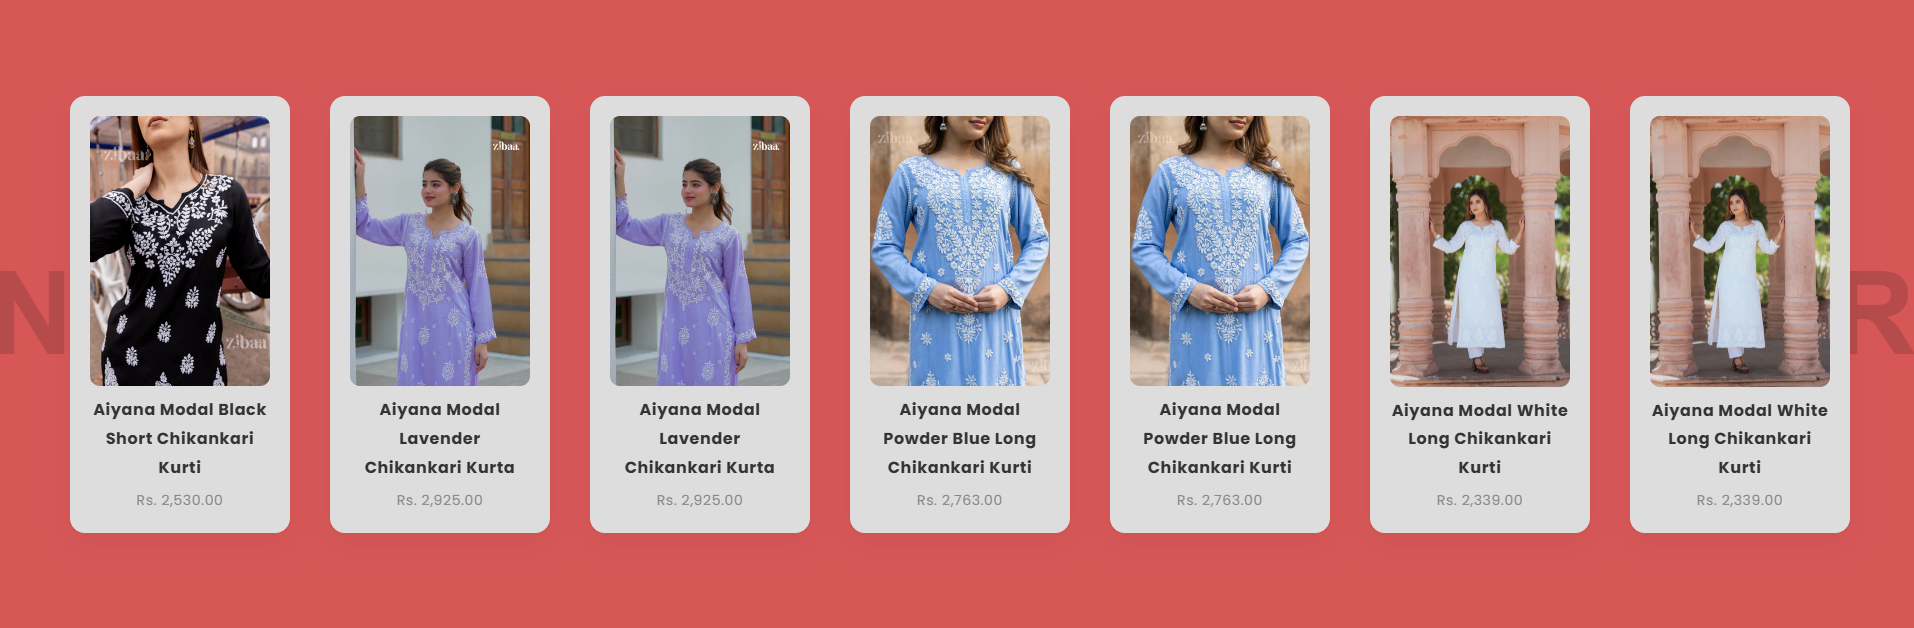 N
R
zibaa.
zibaa
Aiyana Modal Black
Short Chikankari
Kurti
Rs. 2,530.00
zibaa.
Aiyana Modal
Lavender
Chikankari Kurta
Rs. 2,925.00
zibaa.
Aiyana Modal
Lavender
Chikankari Kurta
Rs. 2,925.00
zibaa.
Aiyana Modal
Powder Blue Long
Chikankari Kurti
Rs. 2,763.00
zibaa.
Aiyana Modal
Powder Blue Long
Chikankari Kurti
Rs. 2,763.00
Aiyana Modal White
Long Chikankari
Kurti
Rs. 2,339.00
Aiyana Modal White
Long Chikankari
Kurti
Rs. 2,339.00